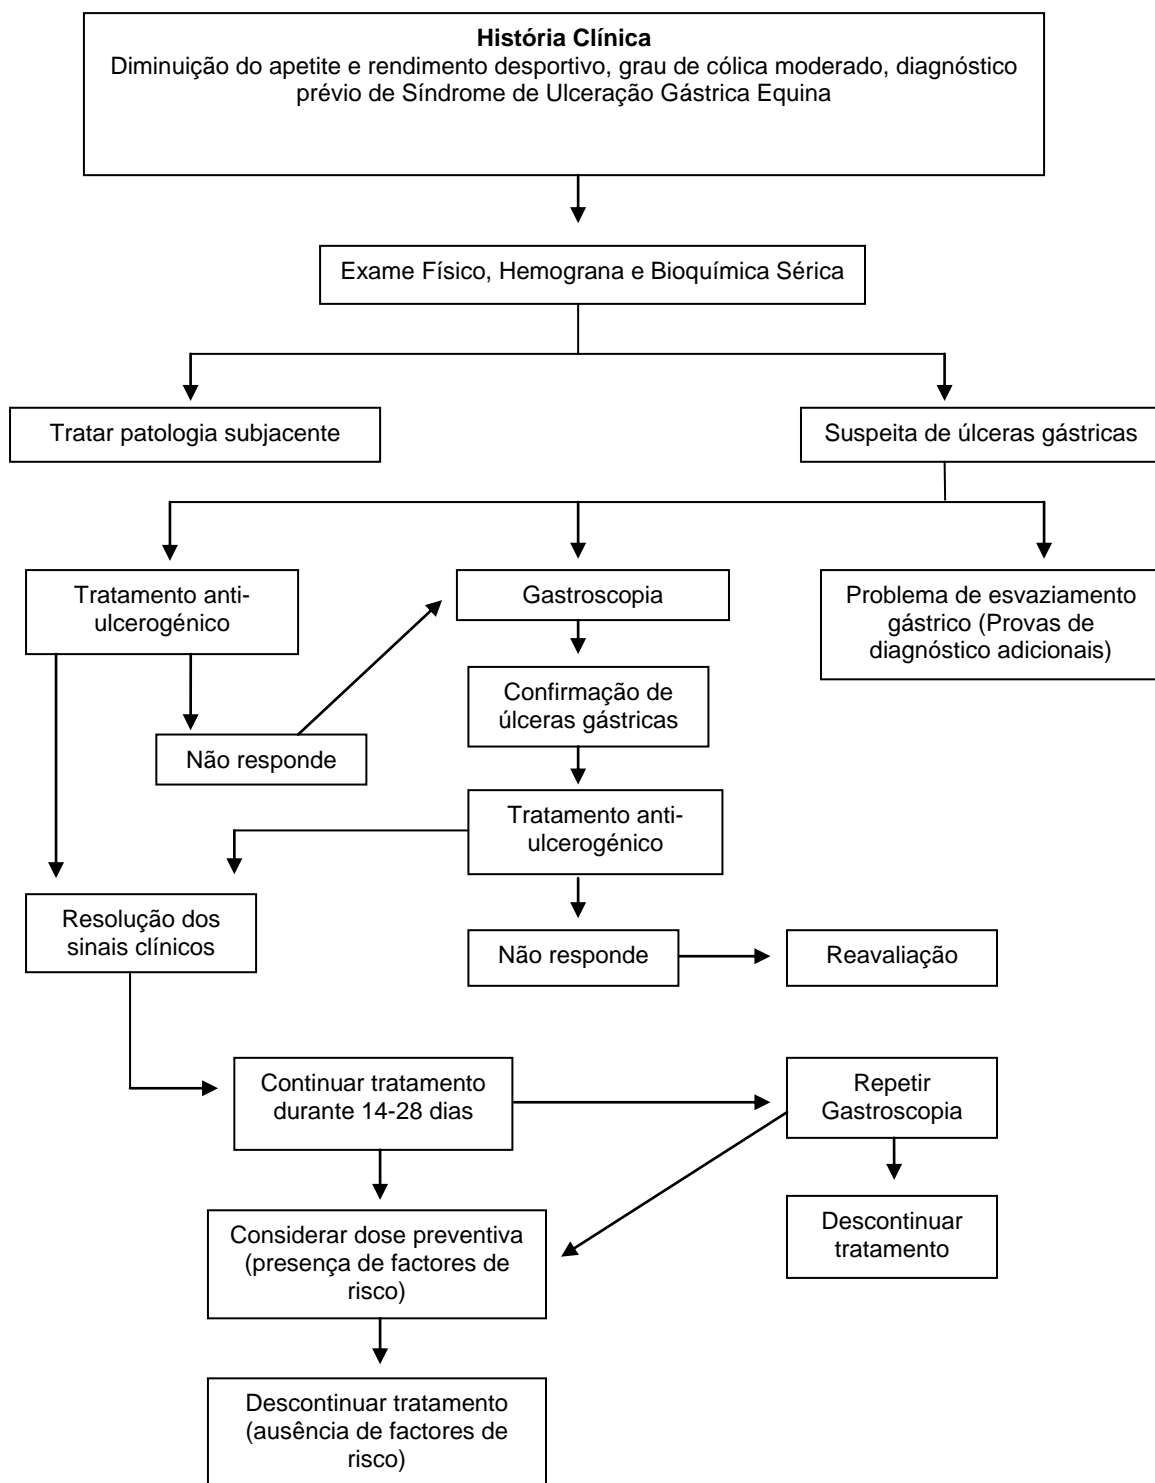 História Clínica
Diminuição do apetite e rendimento desportivo, grau de cólica moderado, diagnóstico
prévio de Síndrome de Ulceração Gástrica Equina
Exame Físico, Hemograna e Bioquímica Sérica
Tratar patologia subjacente
Suspeita de úlceras gástricas
Tratamento anti-
ulcerogénico
Gastroscopia
Problema de esvaziamento
gástrico (Provas de
diagnóstico adicionais)
Confirmação de
úlceras gástricas
Não responde
Tratamento anti-
ulcerogénico
Resolução dos
sinais clínicos
Não responde
Reavaliação
Continuar tratamento
durante 14-28 dias
Repetir
Gastroscopia
Considerar dose preventiva
(presença de factores de
risco)
Descontinuar
tratamento
Descontinuar tratamento
(ausência de factores de
risco)